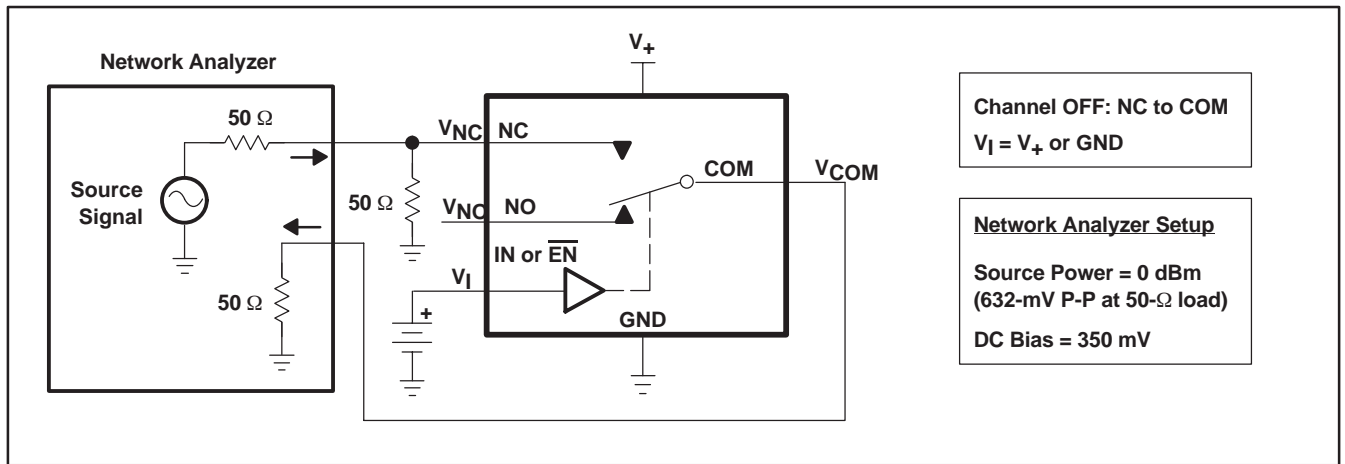 Network Analyzer
50 Ω
Source
Signal
50 Ω
50 Ω
V+
VNC NC
VNO NO
COM
VCOM
IN or E̅N̅
VI
+
GND
Channel OFF: NC to COM
VI = V+ or GND
Network Analyzer Setup
Source Power = 0 dBm
(632-mV P-P at 50-Ω load)
DC Bias = 350 mV